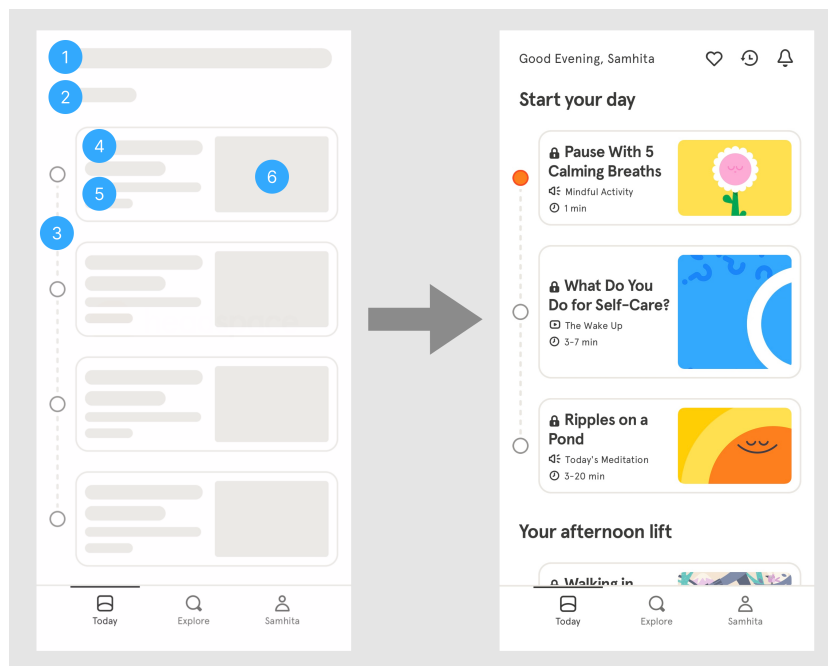 1
2
4
5
6
3
Today
Explore
Samhita
Good Evening, Samhita
Start your day
Pause With 5
Calming Breaths
Mindful Activity
1 min
What Do You
Do for Self-Care?
The Wake Up
3-7 min
Ripples on a
Pond
Today's Meditation
3-20 min
Your afternoon lift
Walking in
Today
Explore
Samhita